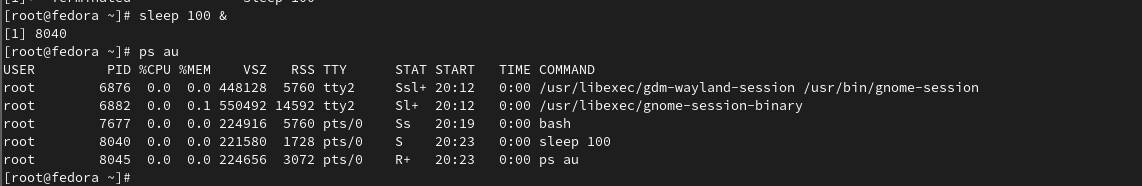 [root@fedora ~]# sleep 100 &
[1] 8040
[root@fedora ~]# ps au
USER         PID %CPU %MEM    VSZ   RSS TTY      STAT START   TIME COMMAND
root        6876  0.0  0.0 448128  5760 tty2     Ssl+ 20:12   0:00 /usr/libexec/gdm-wayland-session /usr/bin/gnome-session
root        6882  0.0  0.1 550492 14592 tty2     Sl+  20:12   0:00 /usr/libexec/gnome-session-binary
root        7677  0.0  0.0 224916  5760 pts/0    Ss   20:19   0:00 bash
root        8040  0.0  0.0 221580  1728 pts/0    S    20:23   0:00 sleep 100
root        8045  0.0  0.0 224656  3072 pts/0    R+   20:23   0:00 ps au
[root@fedora ~]#